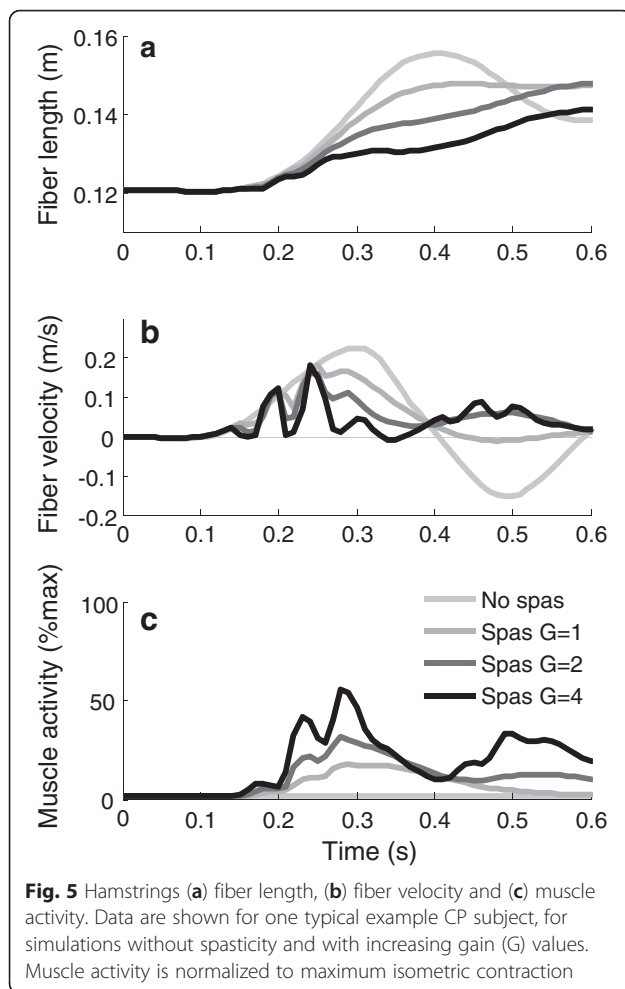 a
Fiber length (m)
0.16
0.14
0.12
0 0.1 0.2 0.3 0.4 0.5 0.6
b
Fiber velocity (m/s)
0.2
0.1
0
-0.1
-0.2
0 0.1 0.2 0.3 0.4 0.5 0.6
c
Muscle activity (%max)
100
50
0
No spas
Spas G=1
Spas G=2
Spas G=4
0 0.1 0.2 0.3 0.4 0.5 0.6
Time (s)
Fig. 5 Hamstrings (a) fiber length, (b) fiber velocity and (c) muscle
activity. Data are shown for one typical example CP subject, for
simulations without spasticity and with increasing gain (G) values.
Muscle activity is normalized to maximum isometric contraction